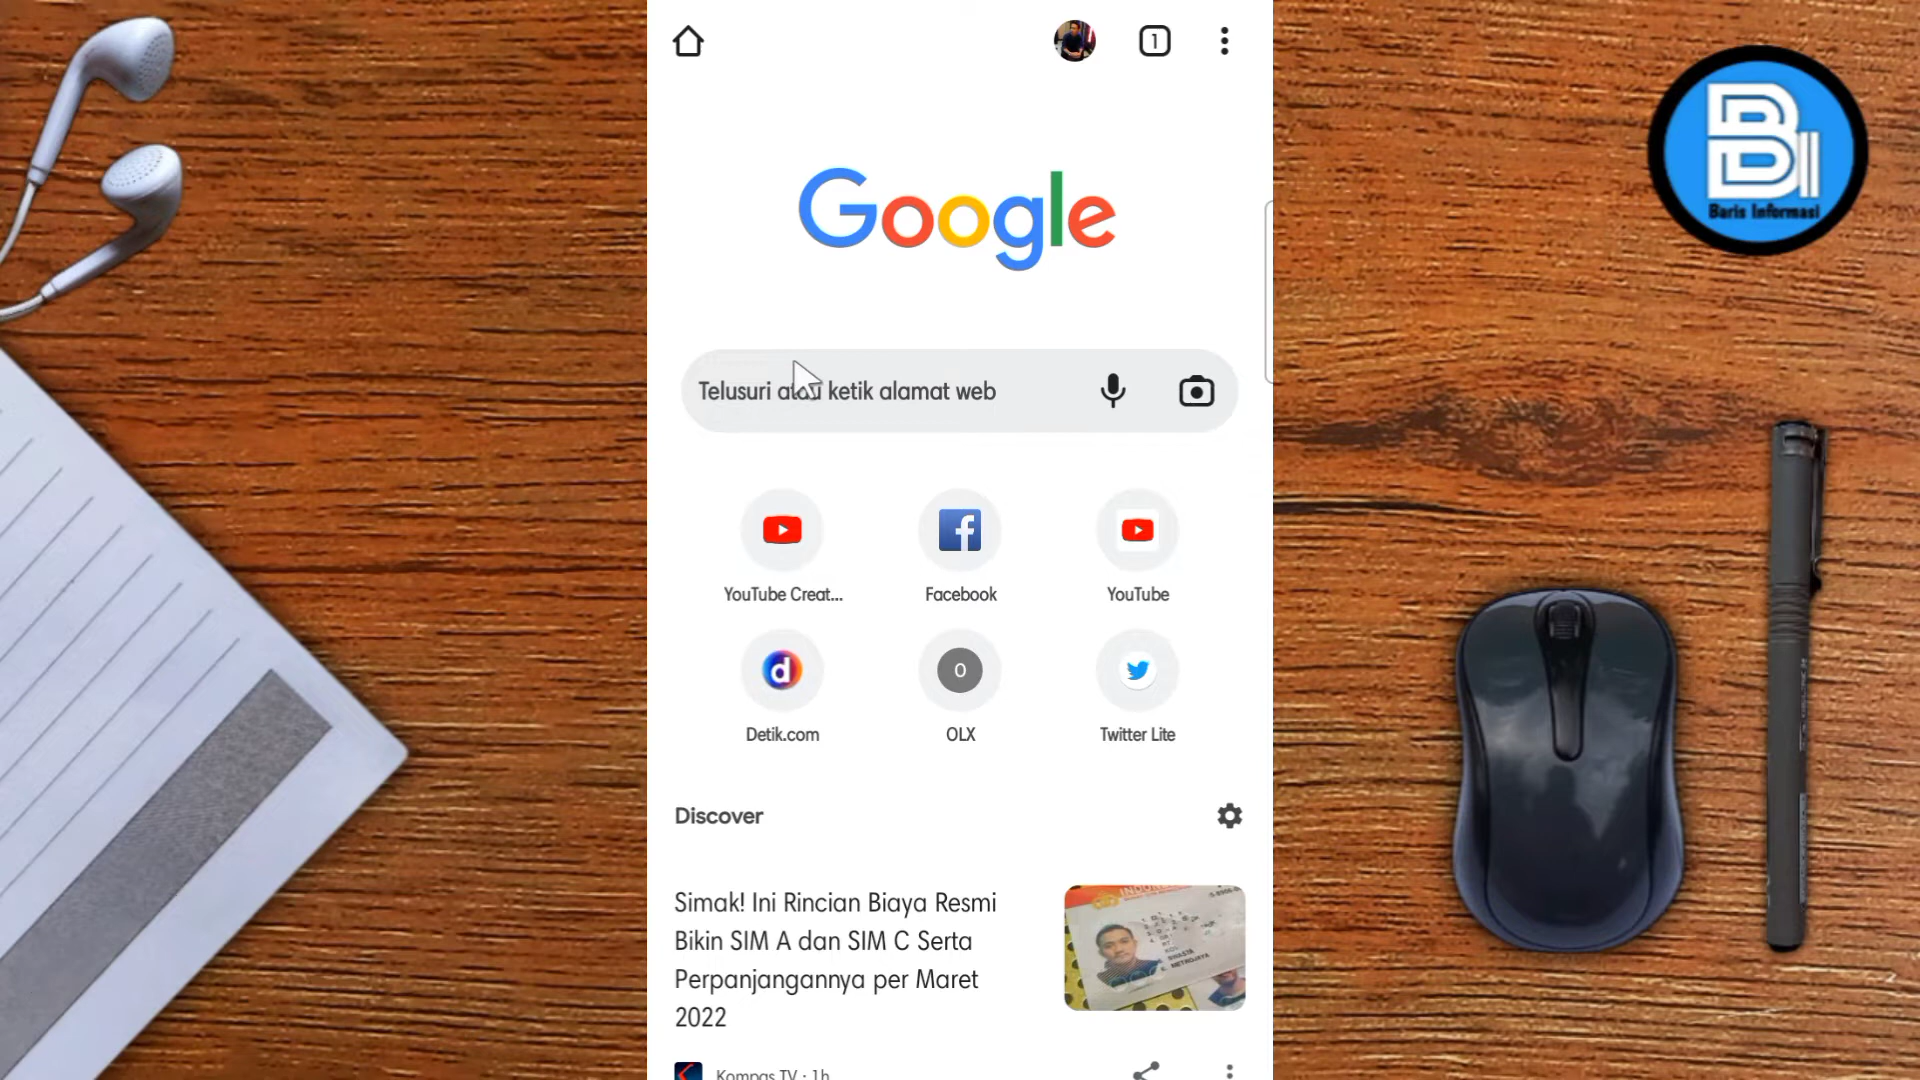 1
Baris Informasi
Google
Telusuri atau ketik alamat web
YouTube Creat...
Facebook
YouTube
d
O
Detik.com
OLX
Twitter Lite
Discover
Simak! Ini Rincian Biaya Resmi
Bikin SIM A dan SIM C Serta
Perpanjangannya per Maret
2022
Kompas TV · 1h